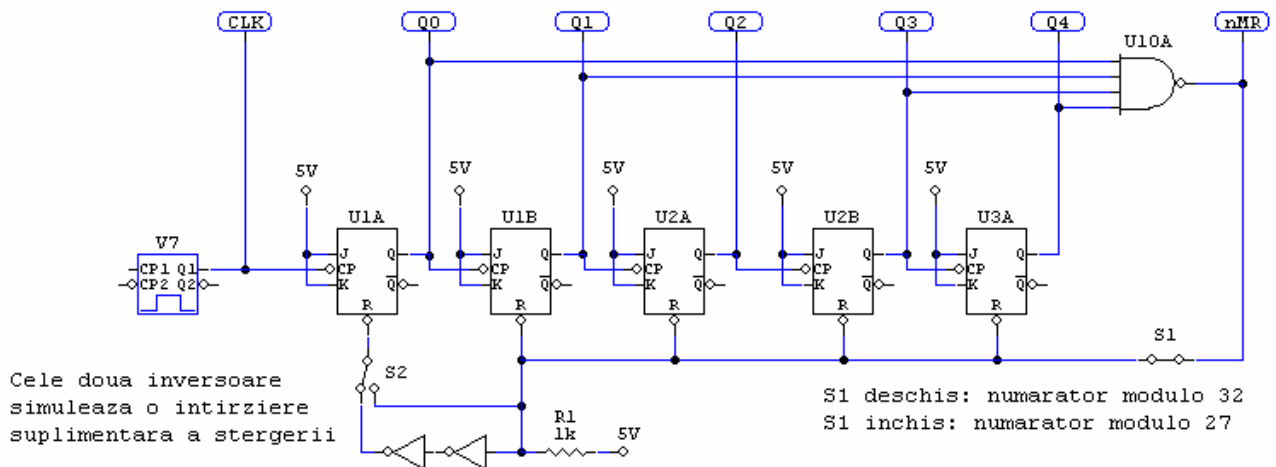 CLK Q0 Q1 Q2 Q3 Q4 nMR
U10A
5V 5V 5V 5V 5V
U1A U1B U2A U2B U3A
V7
CP1 Q1
CP2 Q2
J Q
CP
K Q
R
J Q
CP
K Q
R
J Q
CP
K Q
R
J Q
CP
K Q
R
J Q
CP
K Q
R
S1
S2
Cele doua inversoare
simuleaza o intirziere
suplimentara a stergerii
R1
1k
5V
S1 deschis: numarator modulo 32
S1 inchis: numarator modulo 27